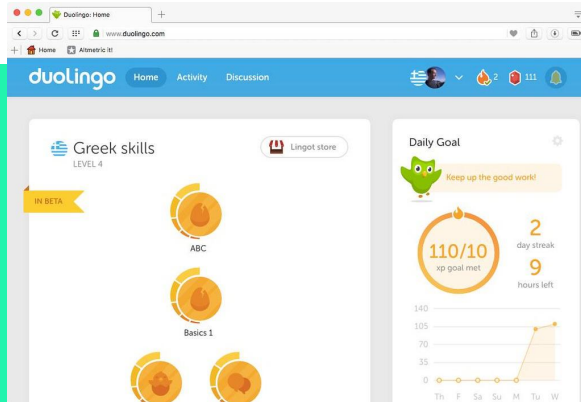 Duolingo: Home
www.duolingo.com
Home Altmetric it!
duolingo Home Activity Discussion 2 111
Greek skills
LEVEL 4
Lingot store
IN BETA
ABC
Basics 1
Daily Goal
Keep up the good work!
110/10
xp goal met
2
day streak
9
hours left
140
105
70
35
0
Th F Sa Su M Tu W